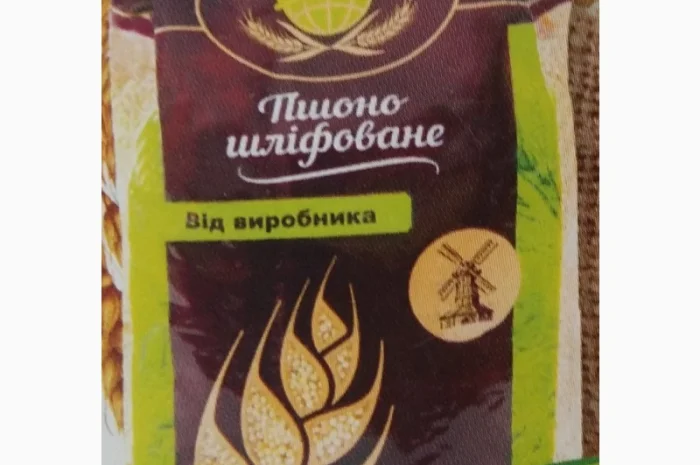 Пшоно
шліфоване
Від виробника